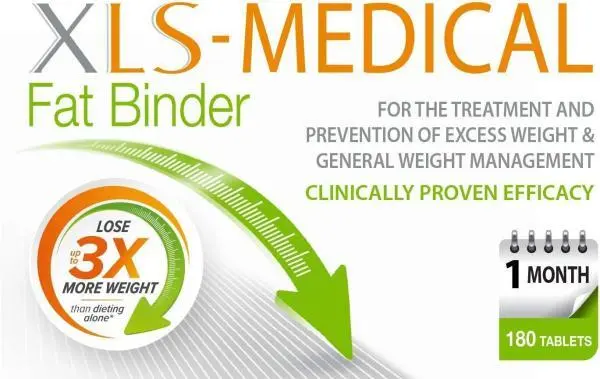 XLS-MEDICAL
Fat Binder
FOR THE TREATMENT AND
PREVENTION OF EXCESS WEIGHT &
GENERAL WEIGHT MANAGEMENT
CLINICALLY PROVEN EFFICACY
LOSE
up to 3X
MORE WEIGHT
than dieting
alone*
1 MONTH
180 TABLETS